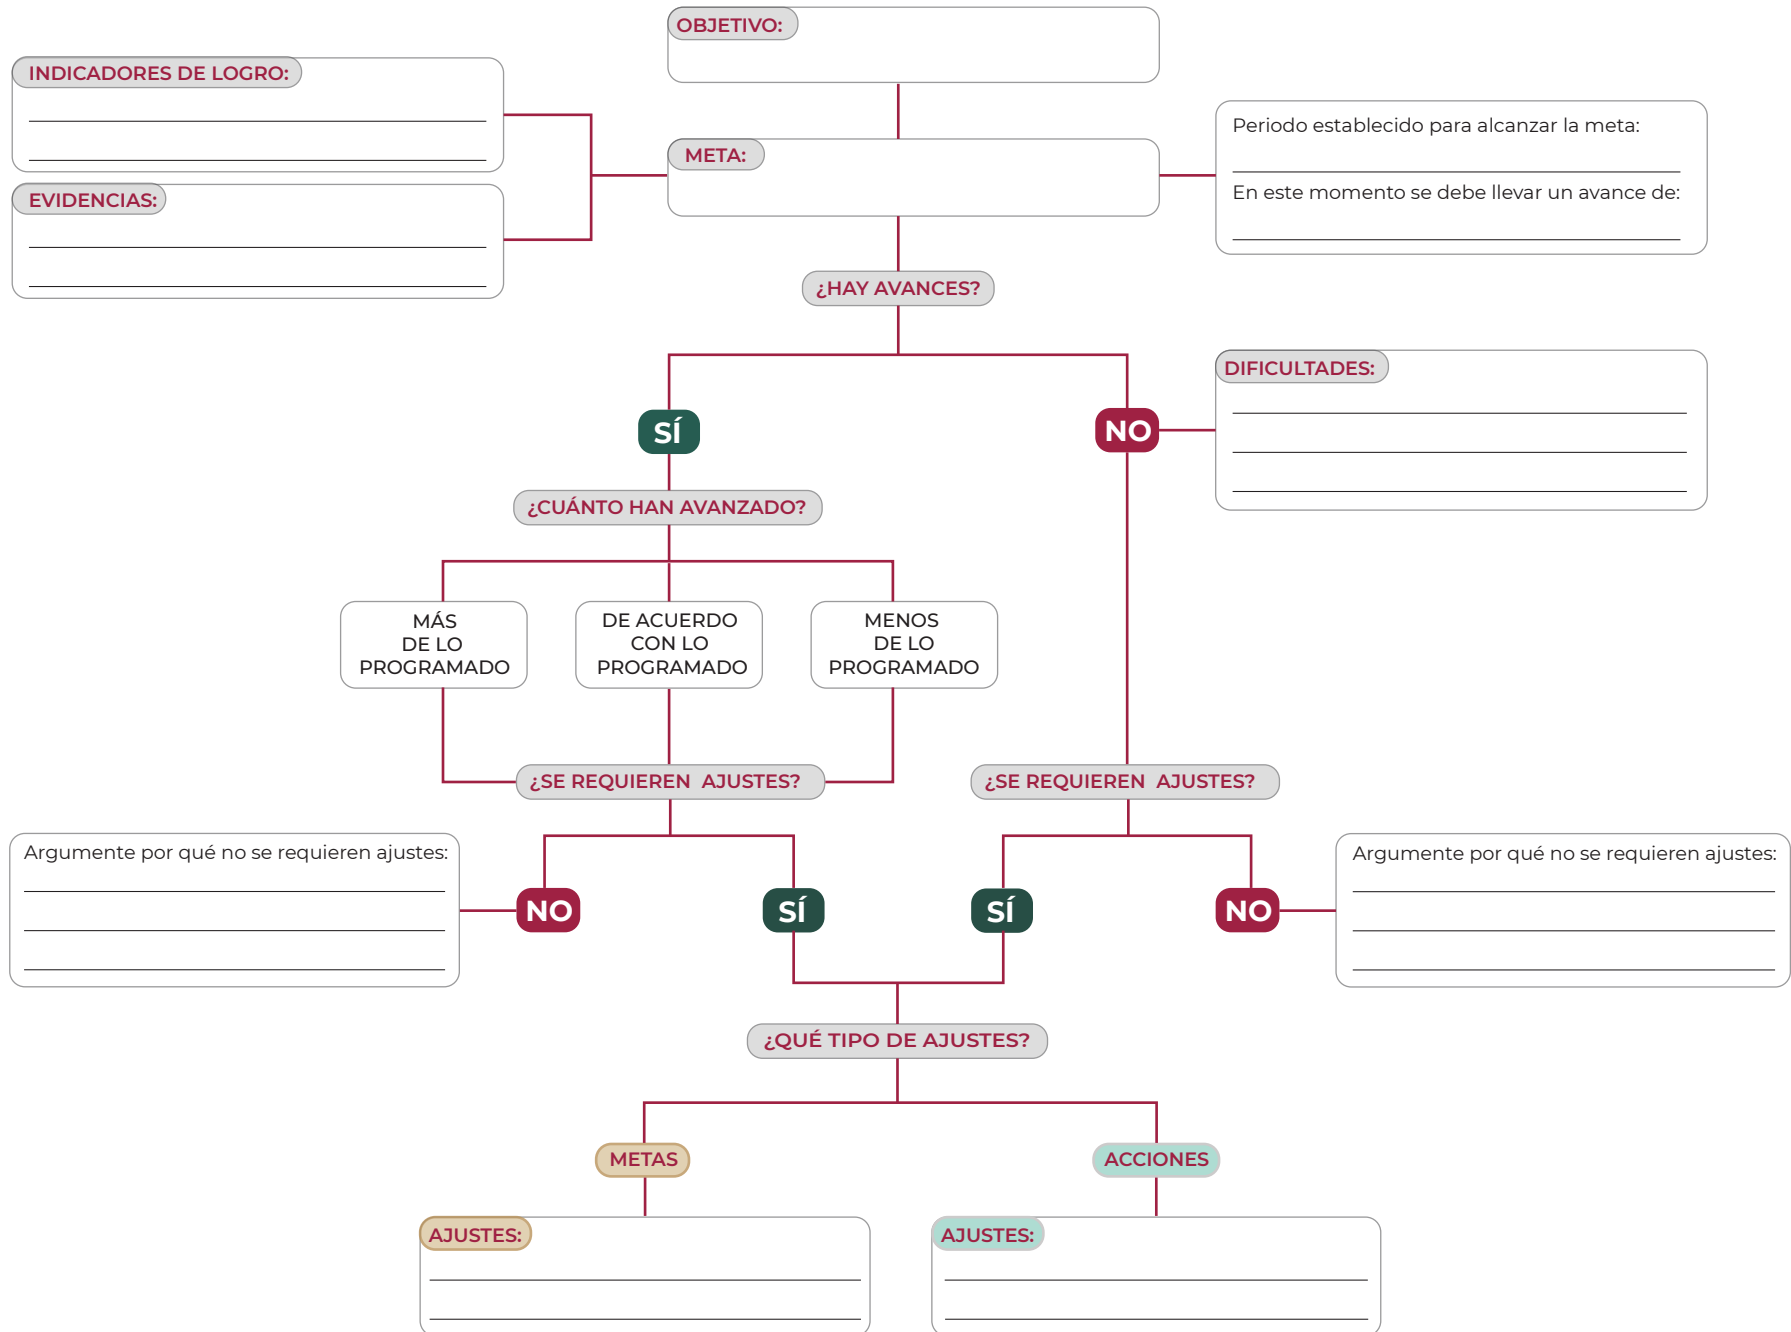 OBJETIVO:
INDICADORES DE LOGRO:
EVIDENCIAS:
META:
Periodo establecido para alcanzar la meta:
En este momento se debe llevar un avance de:
¿HAY AVANCES?
SÍ
NO
DIFICULTADES:
¿CUÁNTO HAN AVANZADO?
MÁS
DE LO
PROGRAMADO
DE ACUERDO
CON LO
PROGRAMADO
MENOS
DE LO
PROGRAMADO
¿SE REQUIEREN AJUSTES?
¿SE REQUIEREN AJUSTES?
Argumente por qué no se requieren ajustes:
NO
SÍ
SÍ
NO
Argumente por qué no se requieren ajustes:
¿QUÉ TIPO DE AJUSTES?
METAS
ACCIONES
AJUSTES:
AJUSTES: